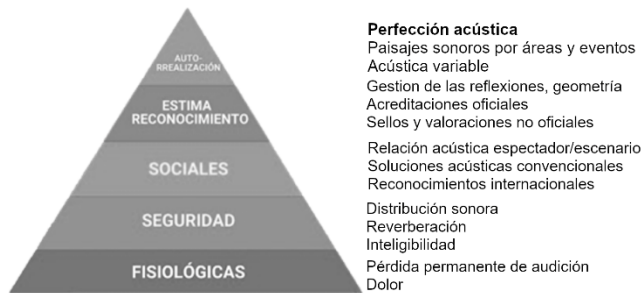 AUTO-
RREALIZACIÓN
ESTIMA
RECONOCIMIENTO
SOCIALES
SEGURIDAD
FISIOLÓGICAS
Perfección acústica
Paisajes sonoros por áreas y eventos
Acústica variable
Gestion de las reflexiones, geometría
Acreditaciones oficiales
Sellos y valoraciones no oficiales
Relación acústica espectador/escenario
Soluciones acústicas convencionales
Reconocimientos internacionales
Distribución sonora
Reverberación
Inteligibilidad
Pérdida permanente de audición
Dolor